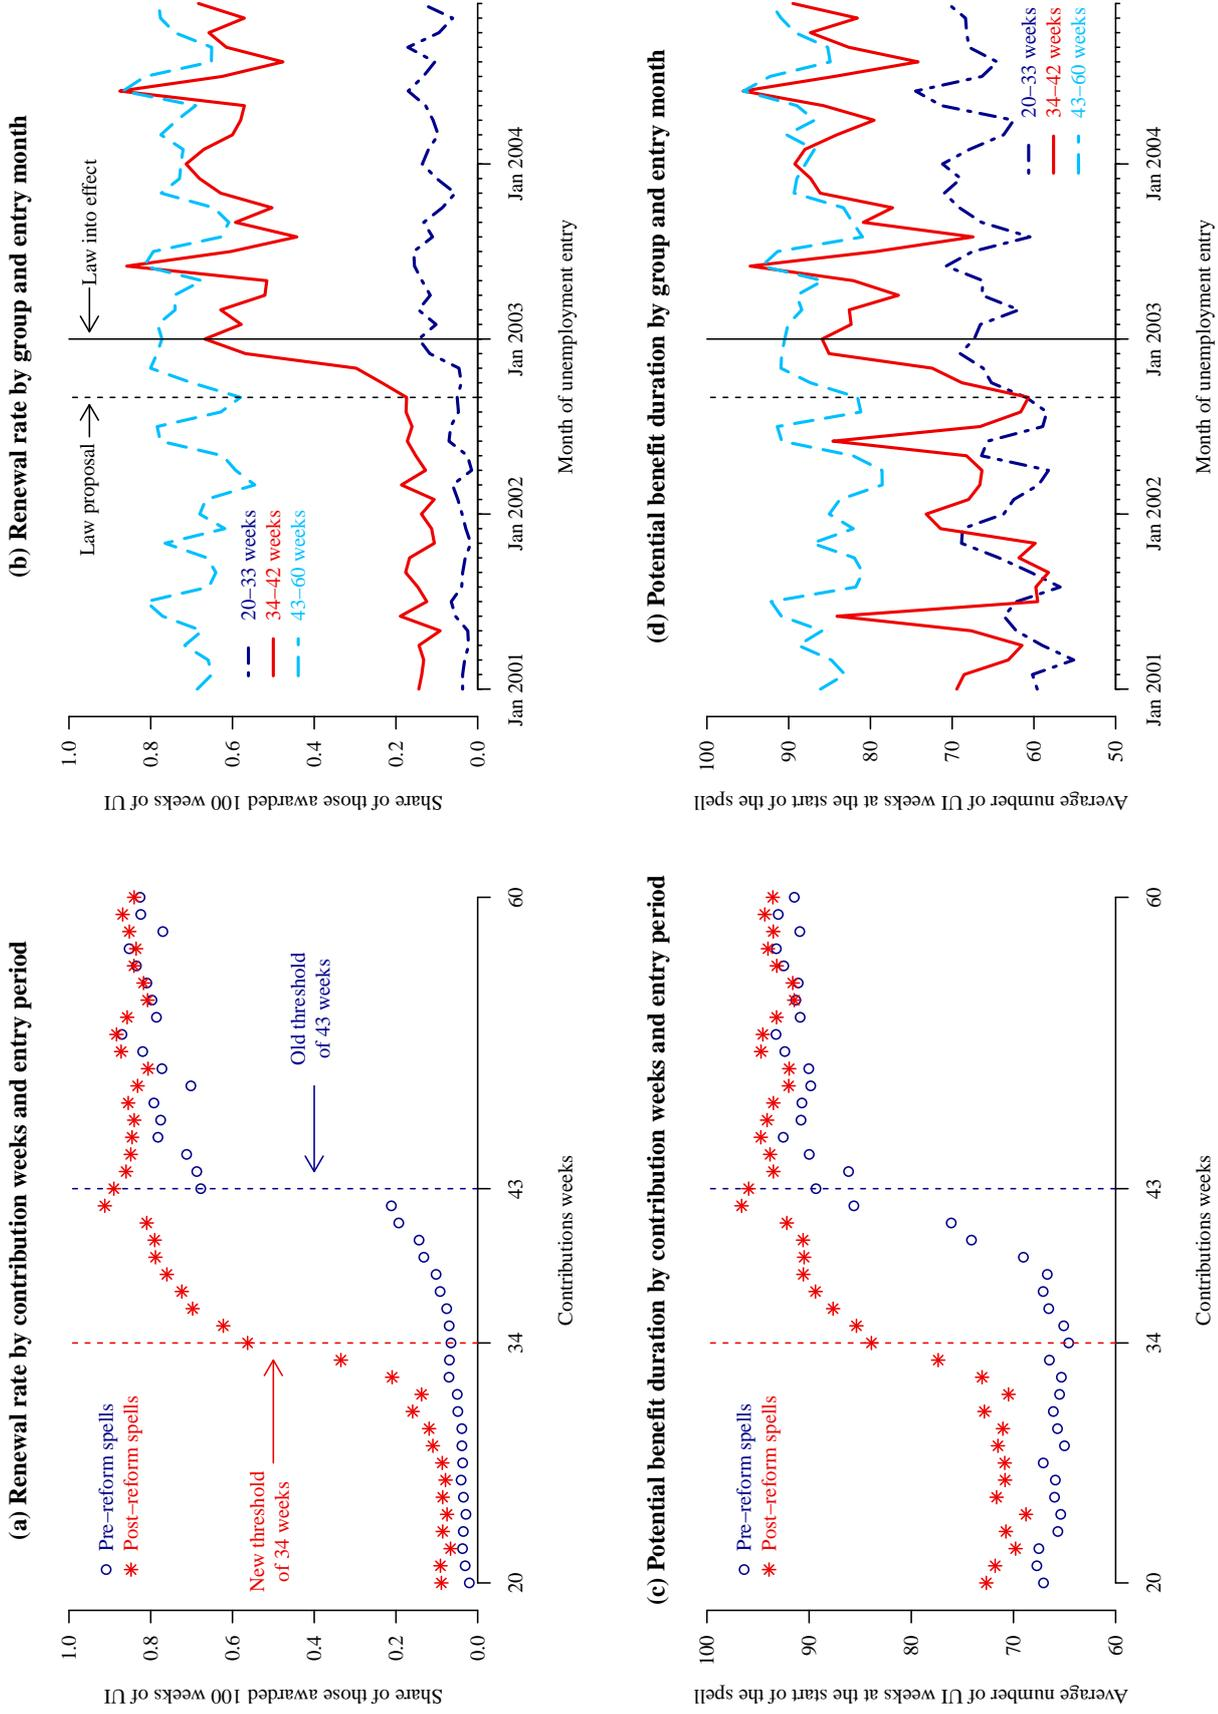 (a) Renewal rate by contribution weeks and entry period
Share of those awarded 100 weeks of UI
1.0
0.8
0.6
0.4
0.2
0.0
Pre−reform spells
Post−reform spells
New threshold
of 34 weeks
Old threshold
of 43 weeks
20
34
43
60
Contributions weeks
(b) Renewal rate by group and entry month
Share of those awarded 100 weeks of UI
1.0
0.8
0.6
0.4
0.2
0.0
Law proposal
Law into effect
20−33 weeks
34−42 weeks
43−60 weeks
Jan 2001
Jan 2002
Jan 2003
Jan 2004
Month of unemployment entry
(c) Potential benefit duration by contribution weeks and entry period
Average number of UI weeks at the start of the spell
100
90
80
70
60
Pre−reform spells
Post−reform spells
20
34
43
60
Contributions weeks
(d) Potential benefit duration by group and entry month
Average number of UI weeks at the start of the spell
100
90
80
70
60
50
20−33 weeks
34−42 weeks
43−60 weeks
Jan 2001
Jan 2002
Jan 2003
Jan 2004
Month of unemployment entry